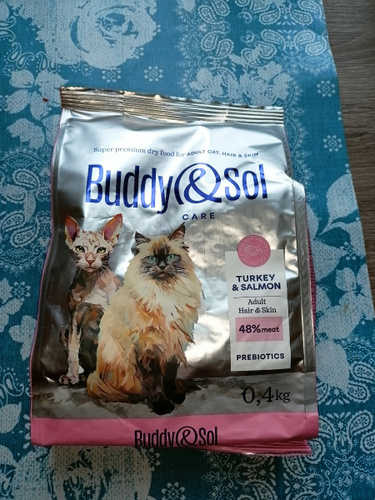 Super premium dry food for ADULT CAT, HAIR & SKIN
Buddy&Sol
CARE
TURKEY
& SALMON
Adult
Hair & Skin
48% meat
PREBIOTICS
0,4kg
Buddy&Sol